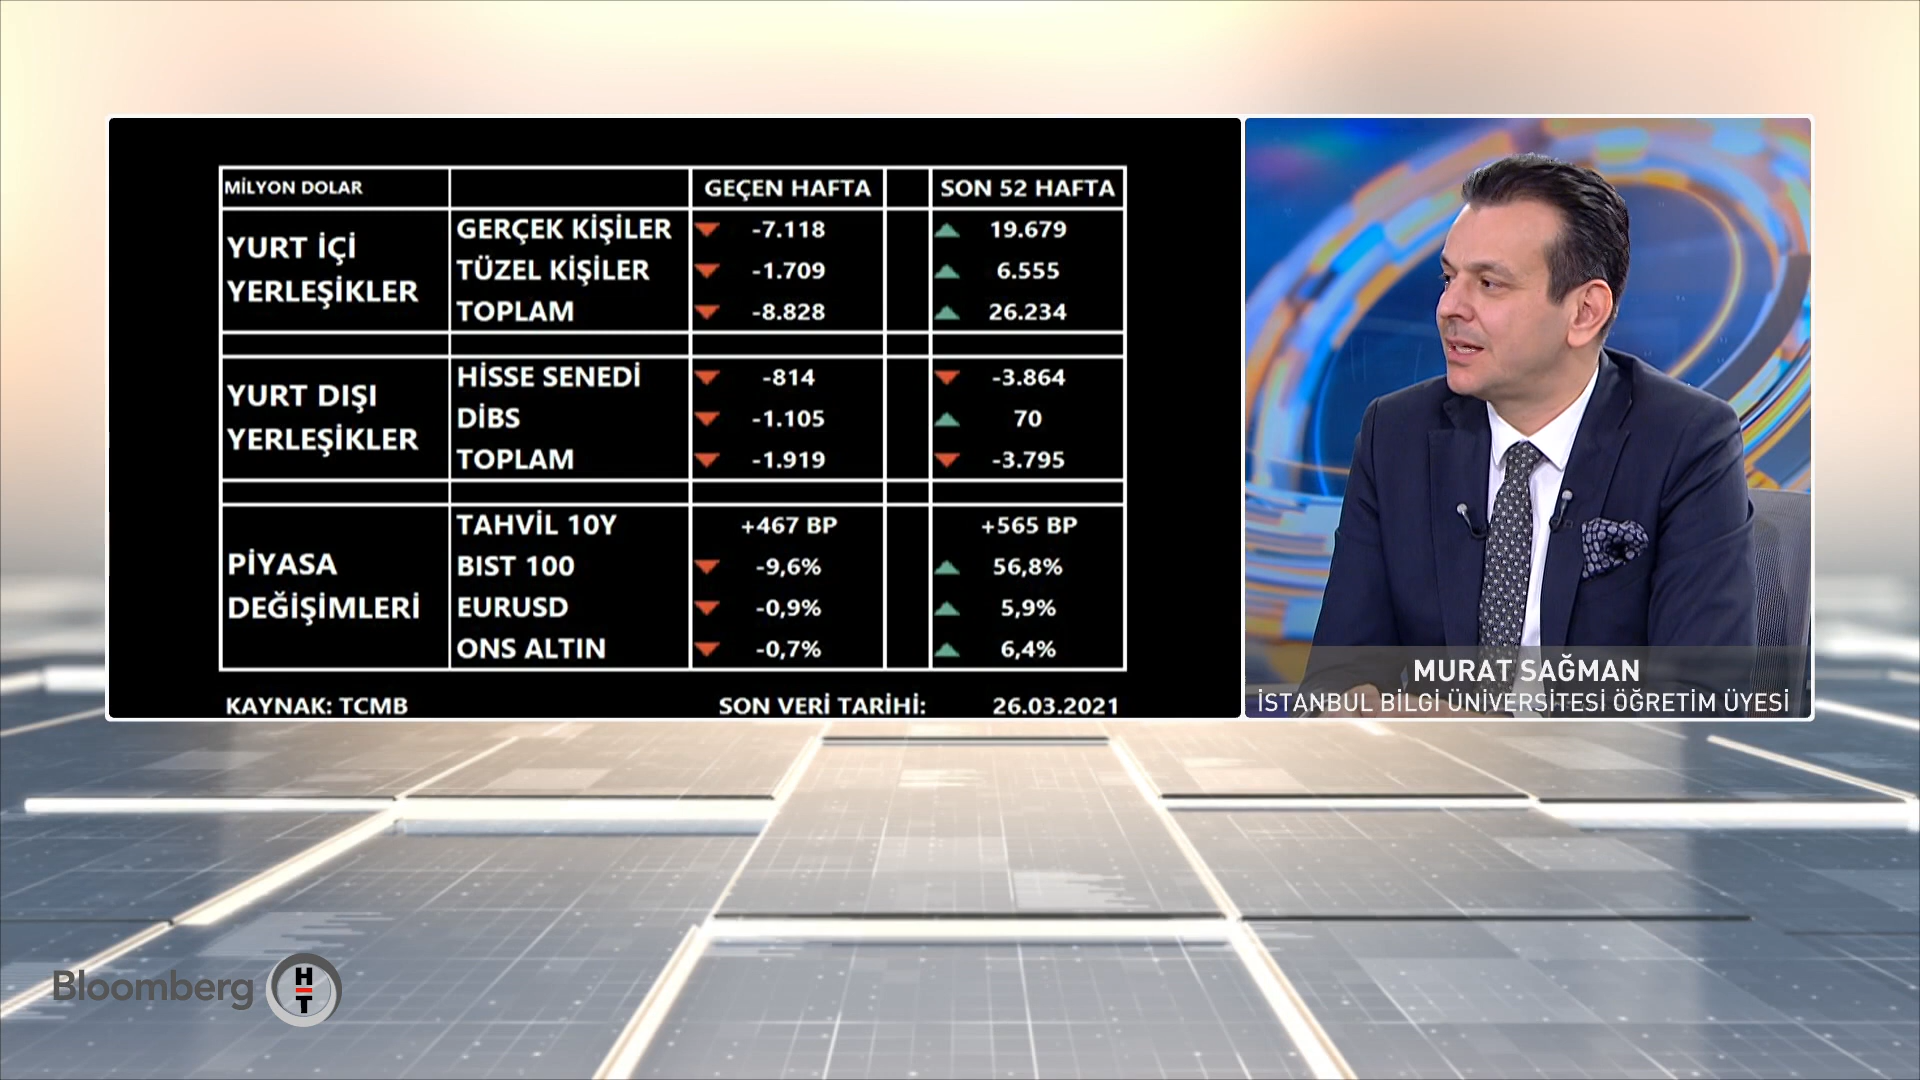 MİLYON DOLAR GEÇEN HAFTA SON 52 HAFTA
YURT İÇİ YERLEŞİKLER
GERÇEK KİŞİLER -7.118 19.679
TÜZEL KİŞİLER -1.709 6.555
TOPLAM -8.828 26.234
YURT DIŞI YERLEŞİKLER
HİSSE SENEDİ -814 -3.864
DİBS -1.105 70
TOPLAM -1.919 -3.795
PİYASA DEĞİŞİMLERİ
TAHVİL 10Y +467 BP +565 BP
BIST 100 -9,6% 56,8%
EURUSD -0,9% 5,9%
ONS ALTIN -0,7% 6,4%
KAYNAK: TCMB SON VERİ TARİHİ: 26.03.2021
MURAT SAĞMAN
İSTANBUL BİLGİ ÜNİVERSİTESİ ÖĞRETİM ÜYESİ
Bloomberg HT